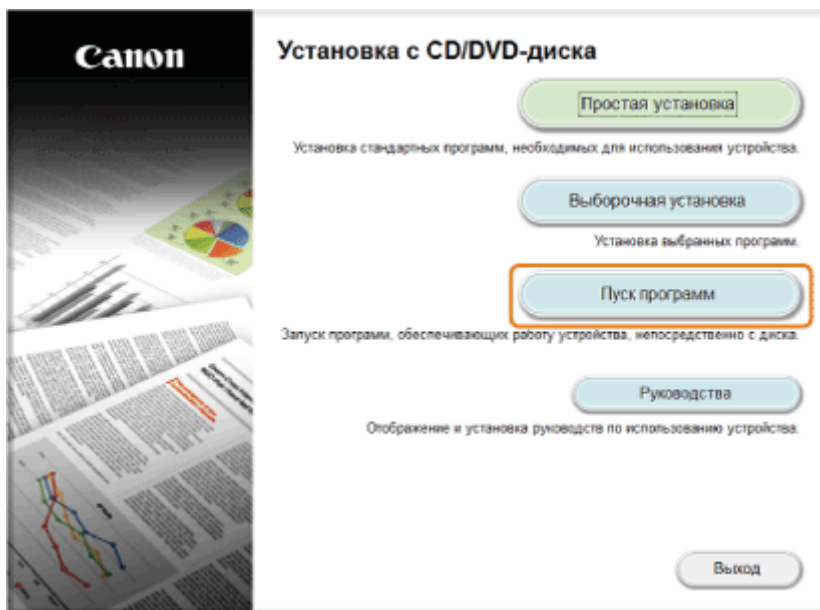 Canon
Установка с CD/DVD-диска
Простая установка
Установка стандартных программ, необходимых для использования устройства.
Выборочная установка
Установка выбранных программ.
Пуск программ
Запуск программ, обеспечивающих работу устройства, непосредственно с диска.
Руководства
Отображение и установка руководств по использованию устройства.
Выход